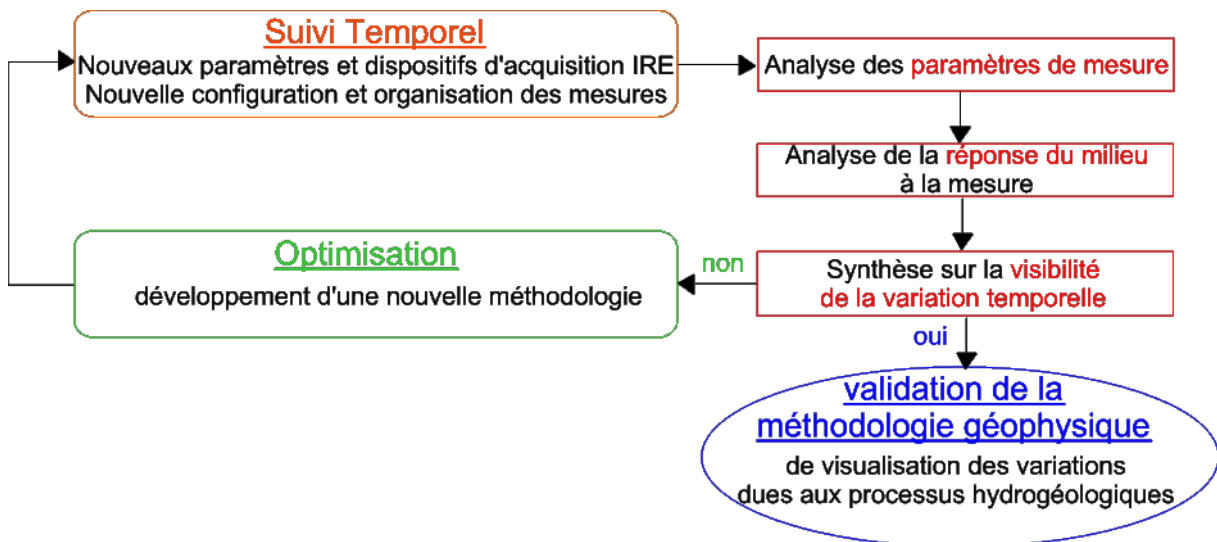 Suivi Temporel
Nouveaux paramètres et dispositifs d'acquisition IRE
Nouvelle configuration et organisation des mesures
Analyse des paramètres de mesure
Analyse de la réponse du milieu
à la mesure
Synthèse sur la visibilité
de la variation temporelle
non
Optimisation
développement d'une nouvelle méthodologie
oui
validation de la
méthodologie géophysique
de visualisation des variations
dues aux processus hydrogéologiques